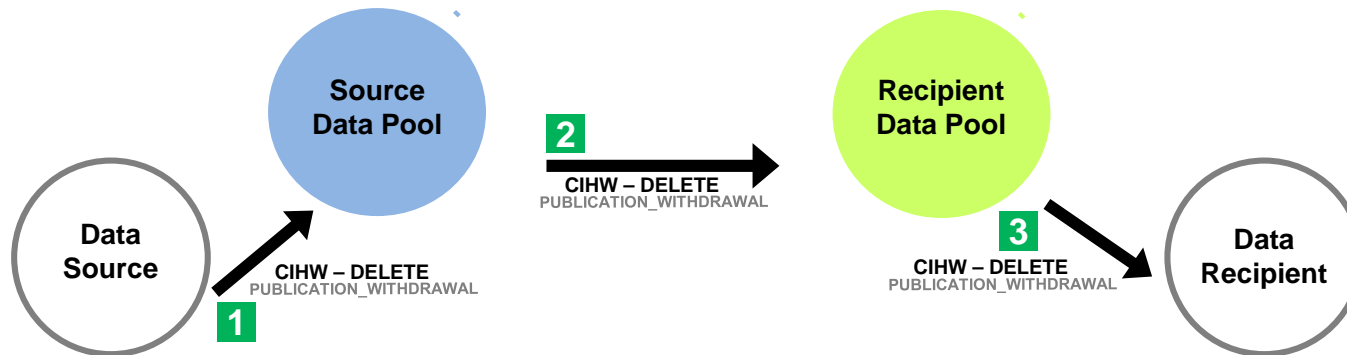 Data
Source
1
CIHW – DELETE
PUBLICATION_WITHDRAWAL
Source
Data Pool
2
CIHW – DELETE
PUBLICATION_WITHDRAWAL
Recipient
Data Pool
3
CIHW – DELETE
PUBLICATION_WITHDRAWAL
Data
Recipient